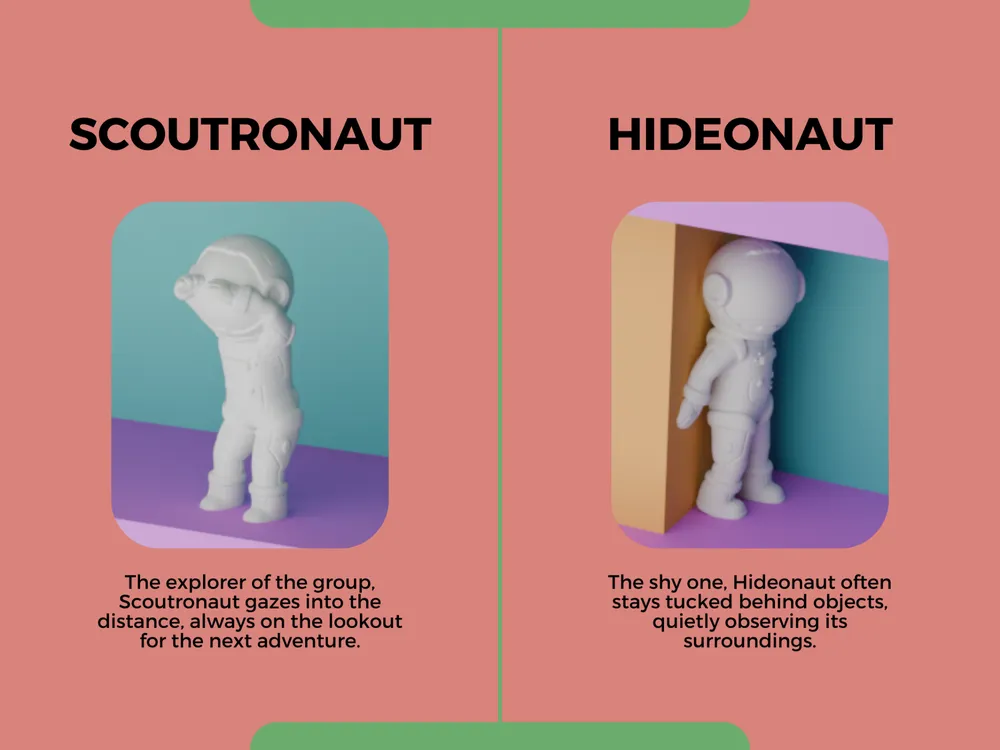 SCOUTRONAUT
The explorer of the group,
Scoutronaut gazes into the
distance, always on the lookout
for the next adventure.
HIDEONAUT
The shy one, Hideonaut often
stays tucked behind objects,
quietly observing its
surroundings.